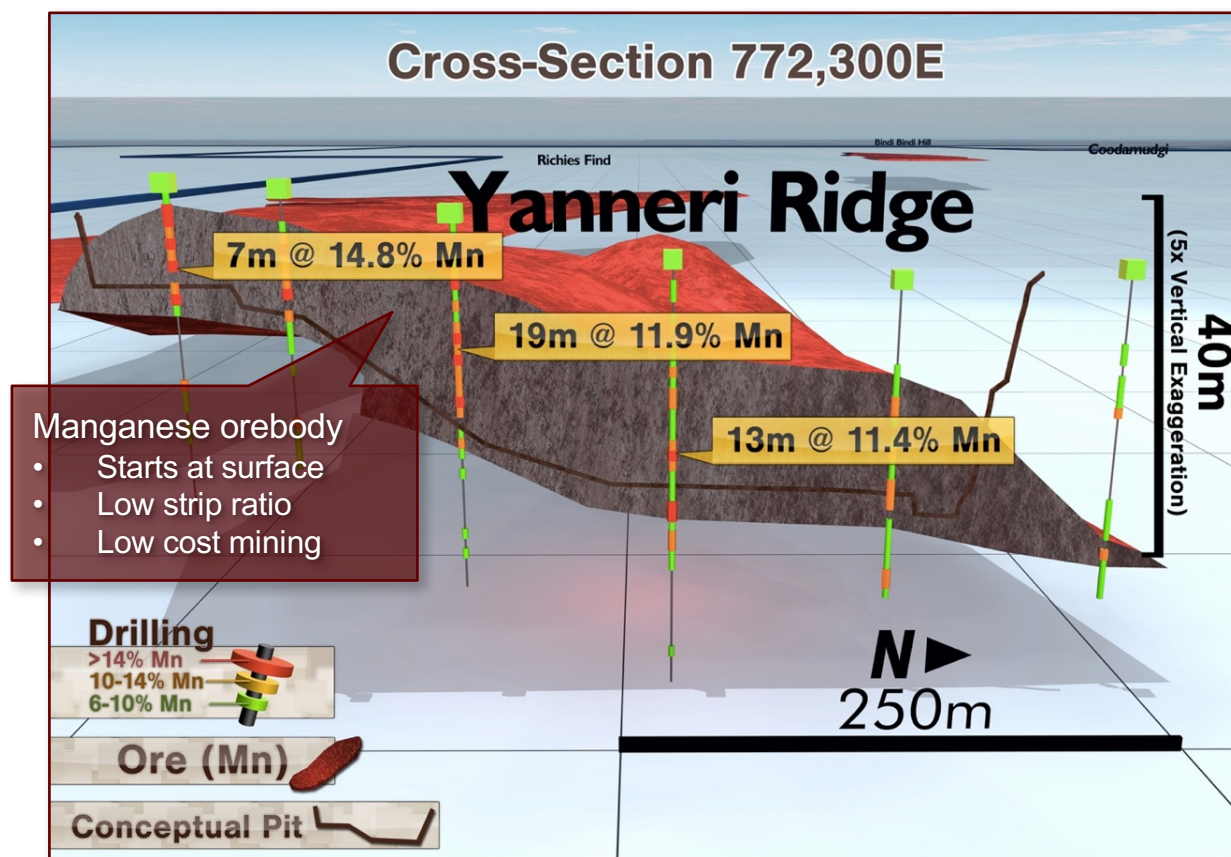 Cross-Section 772,300E
Richies Find
Bindi Bindi Hill
Coodamudgi
Yanneri Ridge
7m @ 14.8% Mn
19m @ 11.9% Mn
13m @ 11.4% Mn
40m
(5x Vertical Exaggeration)
Manganese orebody
• Starts at surface
• Low strip ratio
• Low cost mining
Drilling
>14% Mn
10-14% Mn
6-10% Mn
Ore (Mn)
Conceptual Pit
N
250m